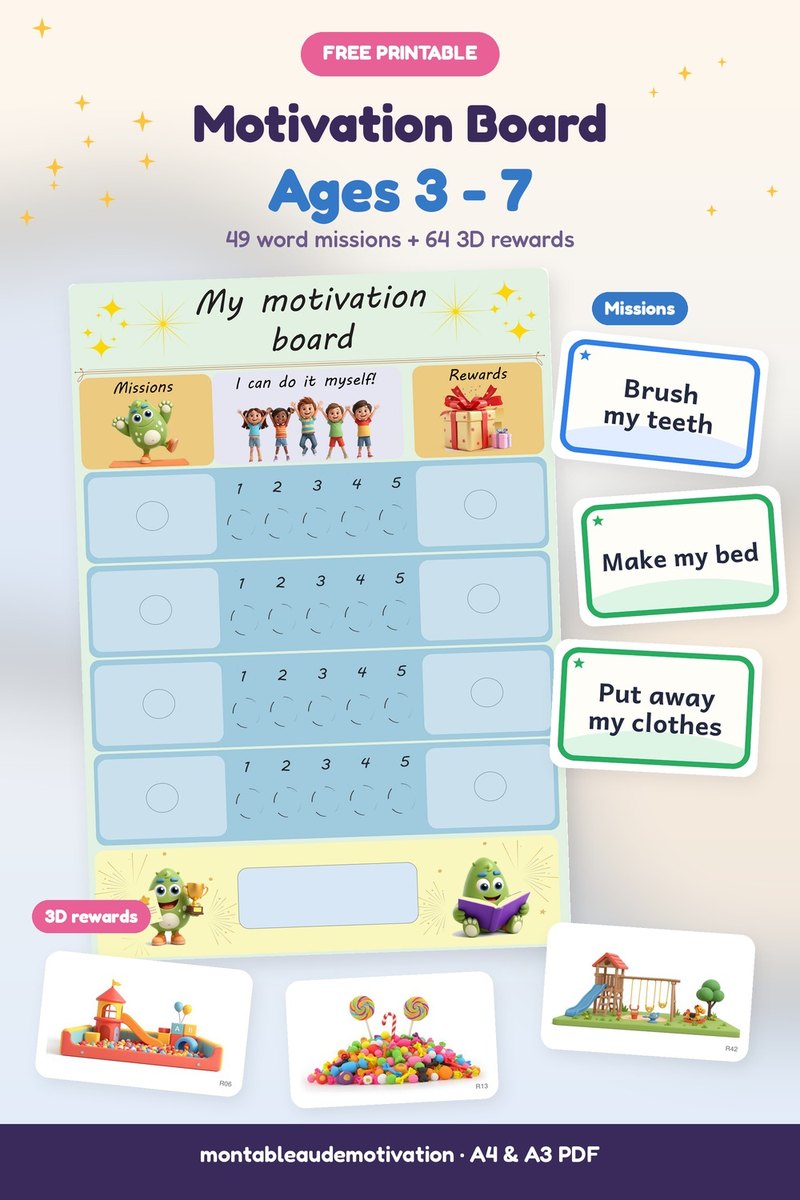 FREE PRINTABLE
Motivation Board
Ages 3 - 7
49 word missions + 64 3D rewards
My motivation
board
Missions
I can do it myself!
Rewards
1 2 3 4 5
1 2 3 4 5
1 2 3 4 5
1 2 3 4 5
Missions
Brush
my teeth
Make my bed
Put away
my clothes
3D rewards
A
R06
R13
R42
montableaudemotivation · A4 & A3 PDF